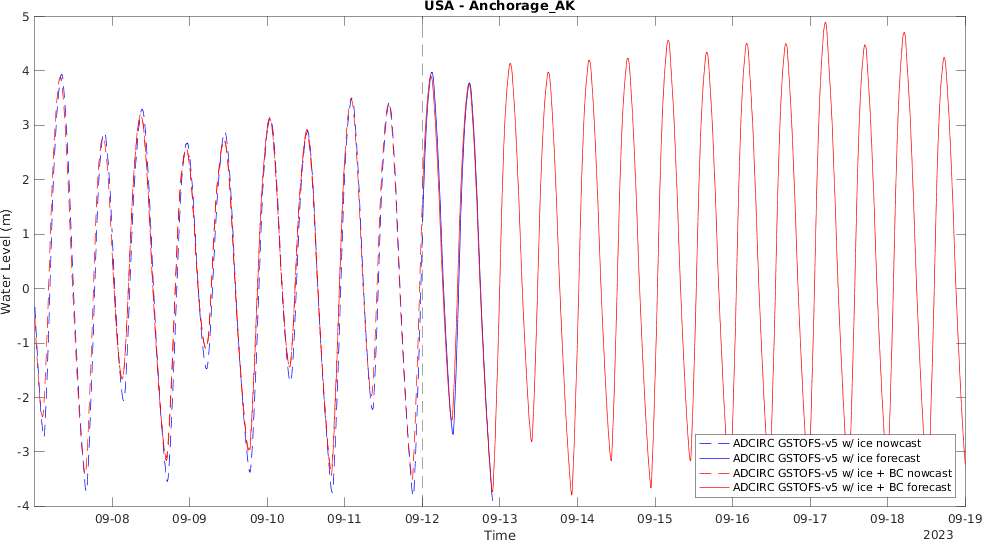 USA - Anchorage_AK
5
4
3
2
1
0
-1
-2
-3
-4
Water Level (m)
ADCIRC GSTOFS-v5 w/ ice nowcast
ADCIRC GSTOFS-v5 w/ ice forecast
ADCIRC GSTOFS-v5 w/ ice + BC nowcast
ADCIRC GSTOFS-v5 w/ ice + BC forecast
09-08 09-09 09-10 09-11 09-12 09-13 09-14 09-15 09-16 09-17 09-18 09-19
Time
2023